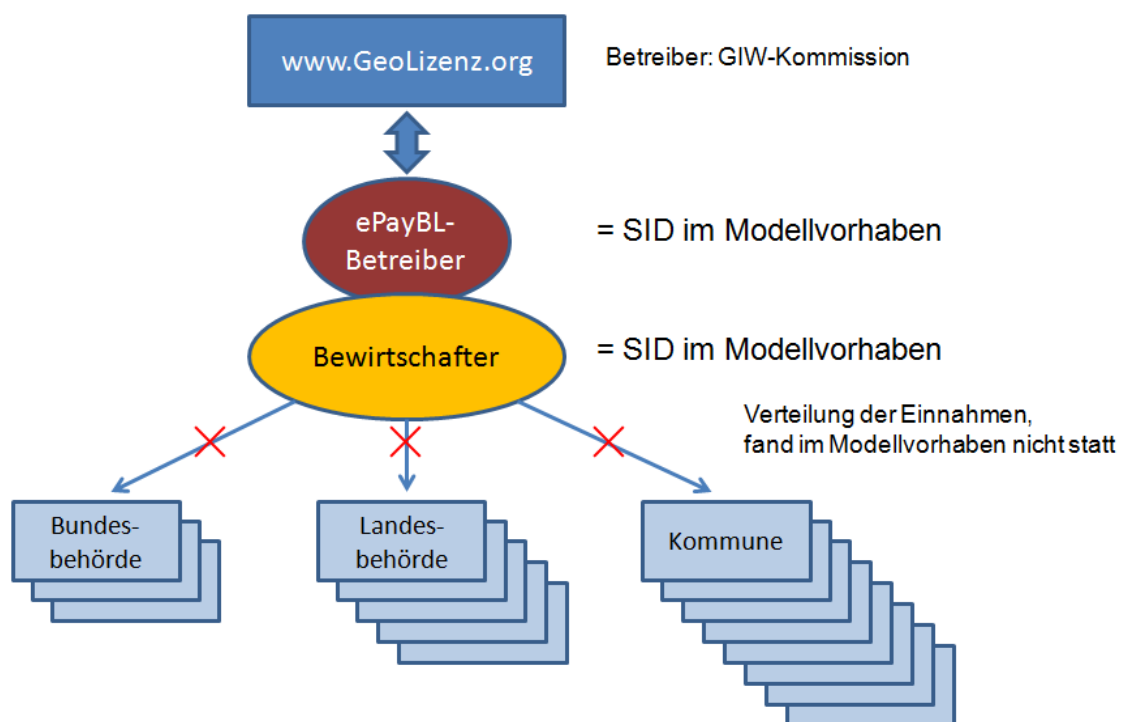 www.GeoLizenz.org
Betreiber: GIW-Kommission
ePayBL-
Betreiber
= SID im Modellvorhaben
Bewirtschafter
= SID im Modellvorhaben
Verteilung der Einnahmen,
fand im Modellvorhaben nicht statt
Bundes-
behörde
Landes-
behörde
Kommune